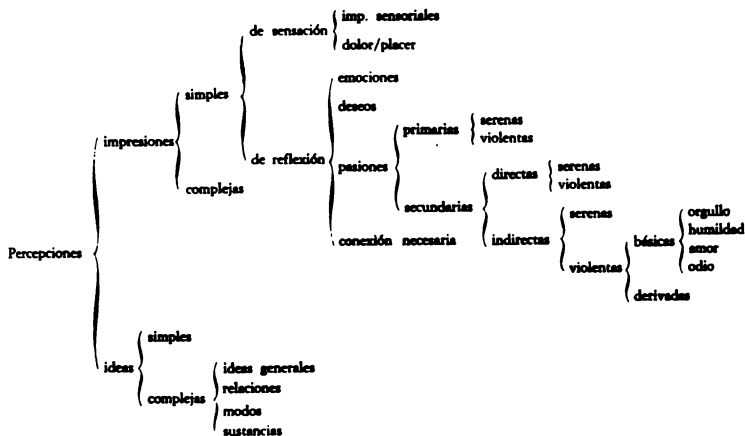 Percepciones
impresiones
simples
de sensación
imp. sensoriales
dolor/placer
de reflexión
emociones
deseos
pasiones
primarias
serenas
violentas
secundarias
directas
serenas
violentas
indirectas
serenas
violentas
básicas
orgullo
humildad
amor
odio
derivadas
conexión necesaria
complejas
ideas
simples
complejas
ideas generales
relaciones
modos
sustancias